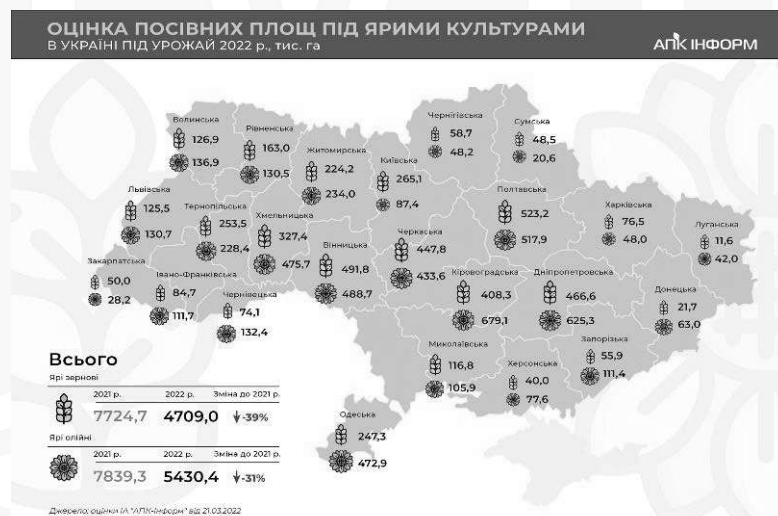 ОЦІНКА ПОСІВНИХ ПЛОЩ ПІД ЯРИМИ КУЛЬТУРАМИ
В УКРАЇНІ ПІД УРОЖАЙ 2022 р., тис. га
АПК ІНФОРМ
Волинська
126,9
136,9
Рівненська
163,0
130,5
Житомирська
224,2
234,0
Київська
265,1
87,4
Чернігівська
58,7
48,2
Сумська
48,5
20,6
Львівська
125,5
130,7
Тернопільська
253,5
228,4
Хмельницька
327,4
475,7
Вінницька
491,8
488,7
Черкаська
447,8
433,6
Полтавська
523,2
517,9
Харківська
76,5
48,0
Луганська
11,6
42,0
Закарпатська
50,0
28,2
Івано-Франківська
84,7
111,7
Чернівецька
74,1
132,4
Кіровоградська
408,3
679,1
Дніпропетровська
466,6
625,3
Донецька
21,7
63,0
Миколаївська
116,8
105,9
Херсонська
40,0
77,6
Запорізька
55,9
111,4
Одеська
247,3
472,9
Всього
Ярі зернові
2021 р. 2022 р. Зміна до 2021 р.
7724,7 4709,0 -39%
Ярі олійні
2021 р. 2022 р. Зміна до 2021 р.
7839,3 5430,4 -31%
Джерело: оцінки ІА "АПК-Інформ" від 21.03.2022